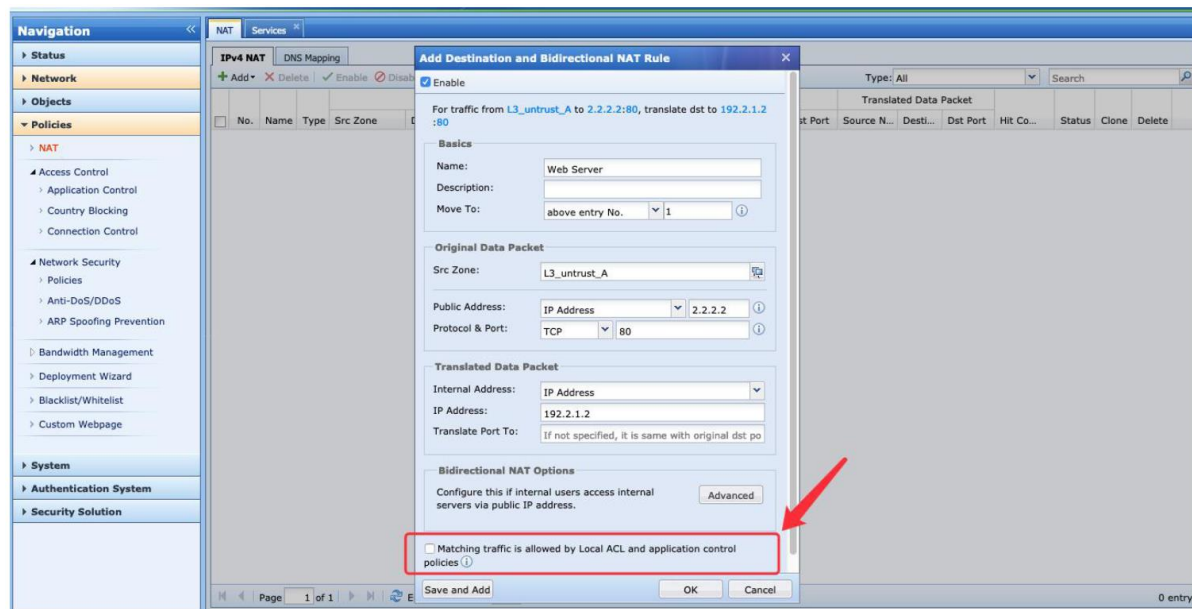 Navigation
Status
Network
Objects
Policies
NAT
Access Control
Application Control
Country Blocking
Connection Control
Network Security
Policies
Anti-DoS/DDoS
ARP Spoofing Prevention
Bandwidth Management
Deployment Wizard
Blacklist/Whitelist
Custom Webpage
System
Authentication System
Security Solution
NAT Services
IPv4 NAT DNS Mapping
Add Delete Enable Disab
Type: All Search
Translated Data Packet
No. Name Type Src Zone D st Port Source N... Desti... Dst Port Hit Co... Status Clone Delete
Add Destination and Bidirectional NAT Rule
Enable
For traffic from L3_untrust_A to 2.2.2.2:80, translate dst to 192.2.1.2
:80
Basics
Name: Web Server
Description:
Move To: above entry No. 1
Original Data Packet
Src Zone: L3_untrust_A
Public Address: IP Address 2.2.2.2
Protocol & Port: TCP 80
Translated Data Packet
Internal Address: IP Address
IP Address: 192.2.1.2
Translate Port To: If not specified, it is same with original dst po
Bidirectional NAT Options
Configure this if internal users access internal
servers via public IP address.
Advanced
Matching traffic is allowed by Local ACL and application control
policies
Save and Add OK Cancel
Page 1 of 1 E 0 entry